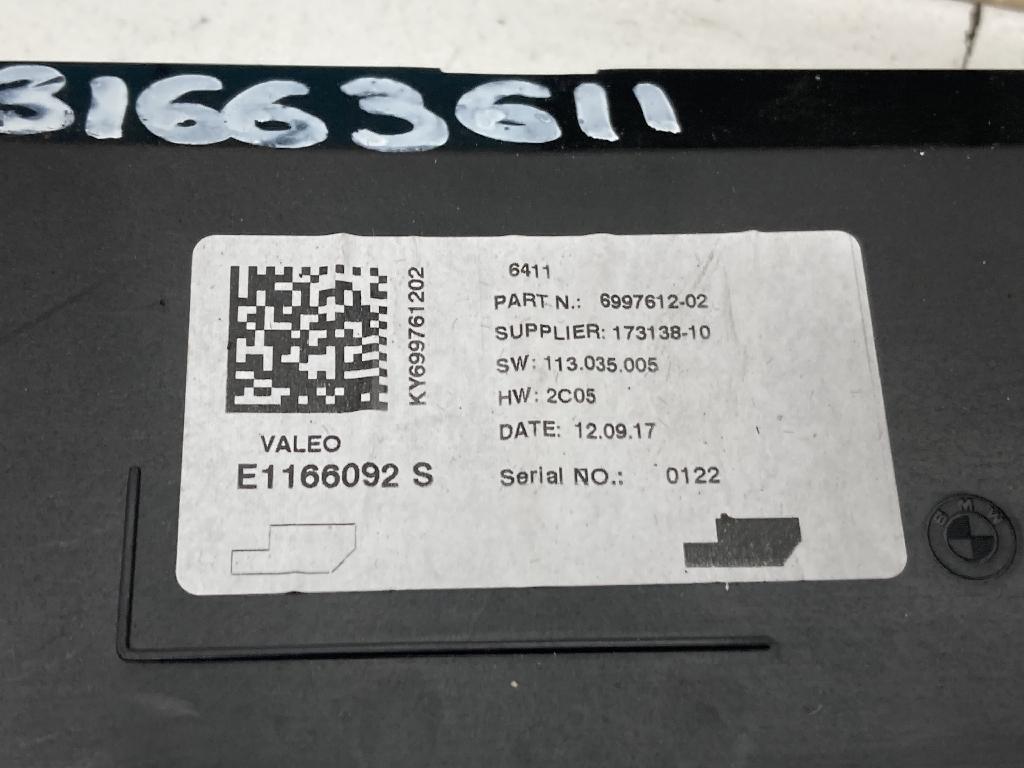 31663611
6411
PART N.: 6997612-02
SUPPLIER: 173138-10
SW: 113.035.005
HW: 2C05
DATE: 12.09.17
Serial NO.: 0122
KY699761202
VALEO
E1166092 S
BMW